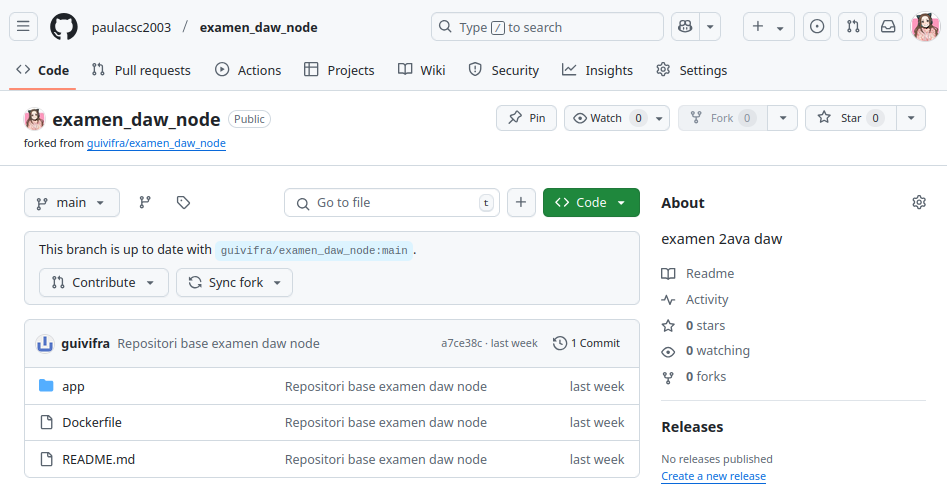 paulacsc2003 / examen_daw_node
Type / to search
Code Pull requests Actions Projects Wiki Security Insights Settings
examen_daw_node Public
Pin Watch 0 Fork 0 Star 0
forked from guivifra/examen_daw_node
main Go to file t Code
About
examen 2ava daw
This branch is up to date with guivifra/examen_daw_node:main .
Contribute Sync fork
Readme
Activity
0 stars
0 watching
0 forks
guivifra Repositori base examen daw node a7ce38c · last week 1 Commit
app Repositori base examen daw node last week
Dockerfile Repositori base examen daw node last week
README.md Repositori base examen daw node last week
Releases
No releases published
Create a new release